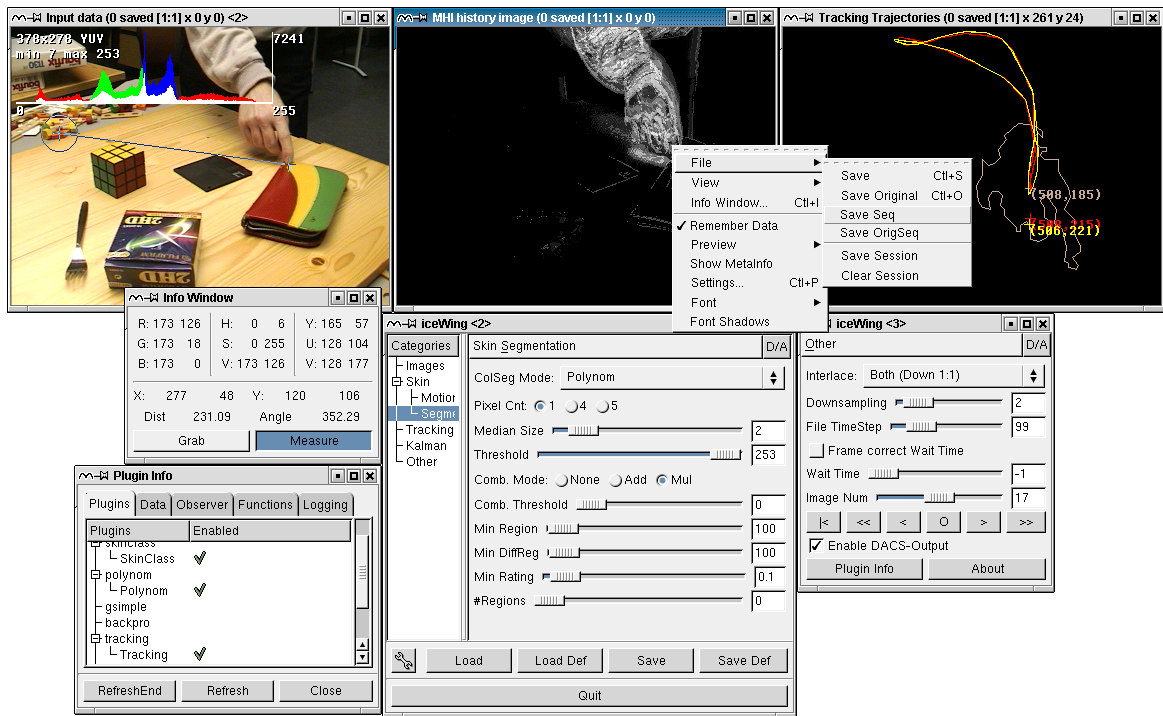 Input data (0 saved [1:1] x 0 y 0) <2>
378x278 YUV
min 7 max 253
7241
0
255
baufix
2HD
FUJIFILM
MHI history image (0 saved [1:1] x 0 y 0)
Tracking Trajectories (0 saved [1:1] x 261 y 24)
(508,185)
(506,221)
File
View
Info Window... Ctl+I
Remember Data
Preview
Show MetaInfo
Settings... Ctl+P
Font
Font Shadows
Save Ctl+S
Save Original Ctl+O
Save Seq
Save OrigSeq
Save Session
Clear Session
Info Window
R: 173 126 H: 0 6 Y: 165 57
G: 173 18 S: 0 255 U: 128 104
B: 173 0 V: 173 126 V: 128 177
X: 277 48 Y: 120 106
Dist 231.09 Angle 352.29
Grab Measure
Plugin Info
Plugins Data Observer Functions Logging
Plugins Enabled
skinclass
SkinClass
polynom
Polynom
gsimple
backpro
tracking
Tracking
RefreshEnd Refresh Close
iceWing <2>
Categories
Images
Skin
Motion
Segme
Tracking
Kalman
Other
Skin Segmentation D/A
ColSeg Mode: Polynom
Pixel Cnt: 1 4 5
Median Size 2
Threshold 253
Comb. Mode: None Add Mul
Comb. Threshold 0
Min Region 100
Min DiffReg 100
Min Rating 0.1
#Regions 0
Load Load Def Save Save Def
Quit
iceWing <3>
Other D/A
Interlace: Both (Down 1:1)
Downsampling 2
File TimeStep 99
Frame correct Wait Time
Wait Time -1
Image Num 17
|< << < O > >>
Enable DACS-Output
Plugin Info About